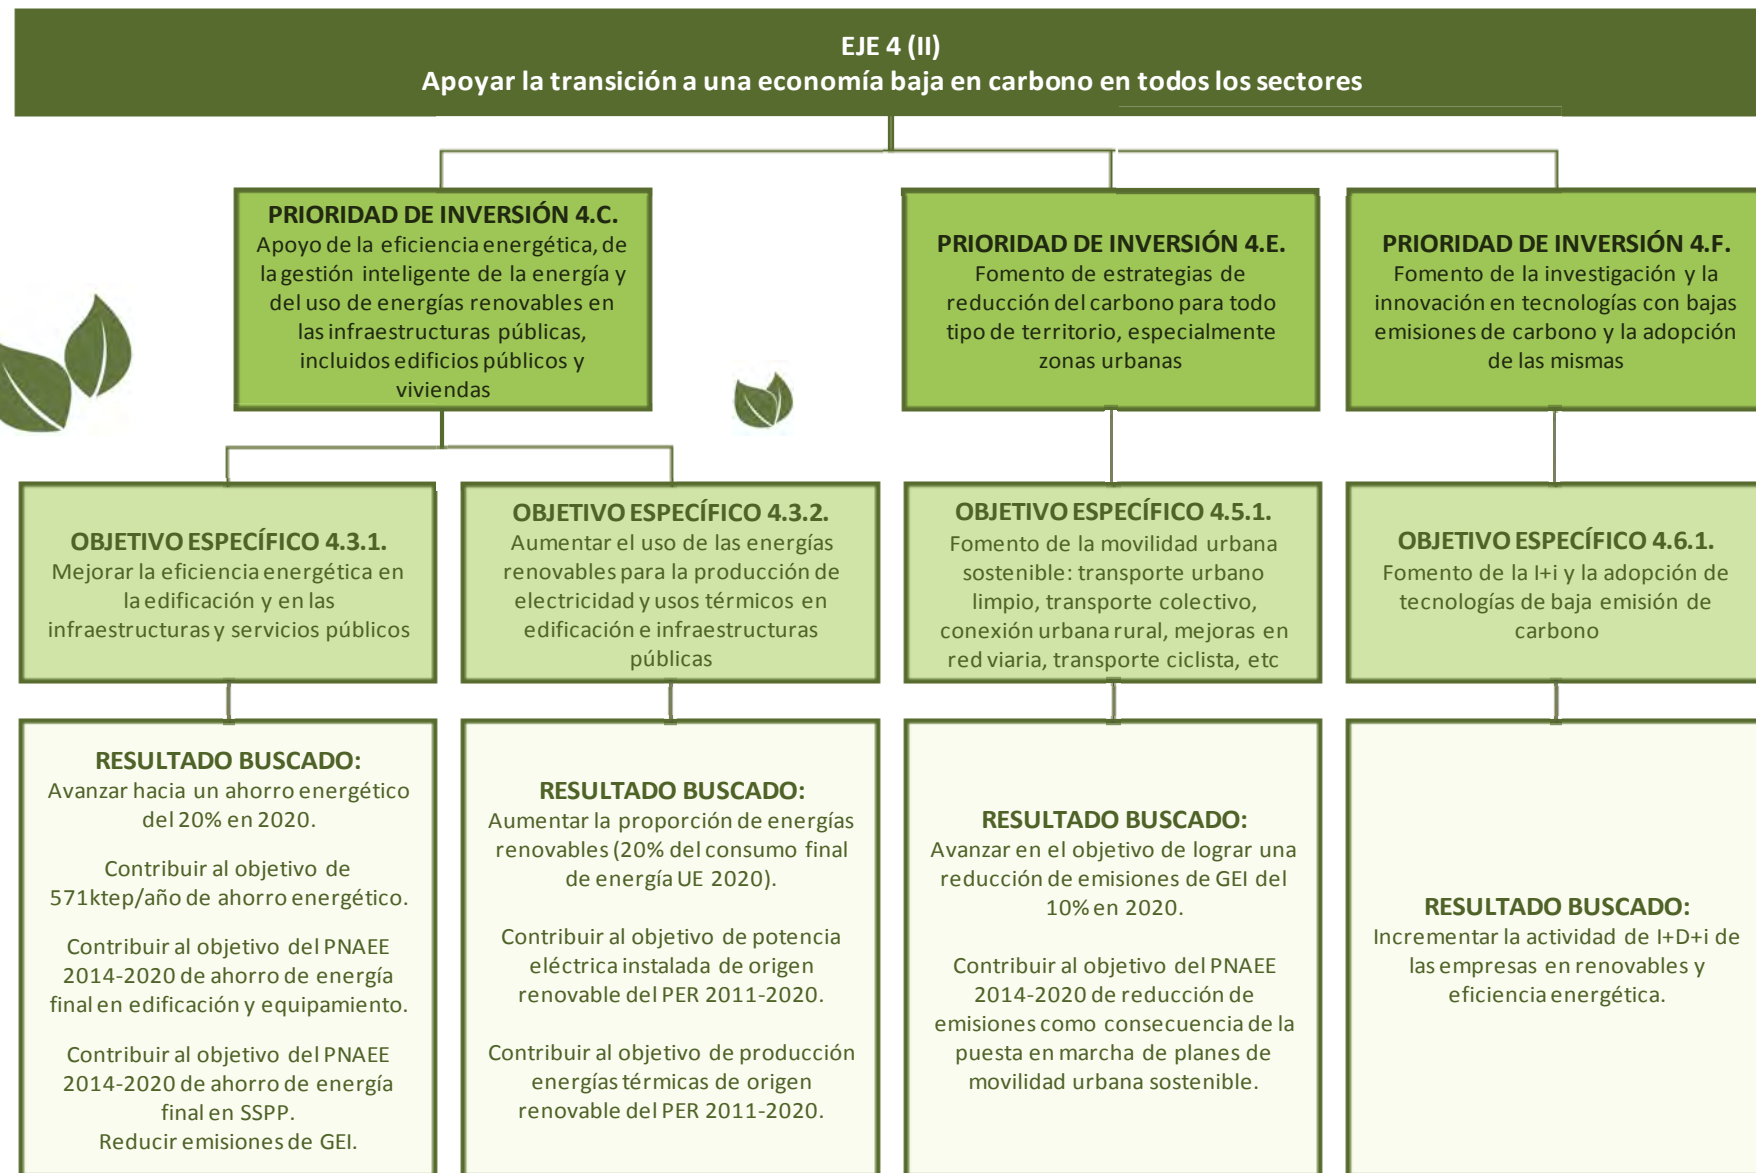 EJE 4 (II)
Apoyar la transición a una economía baja en carbono en todos los sectores
PRIORIDAD DE INVERSIÓN 4.C.
Apoyo de la eficiencia energética, de
la gestión inteligente de la energía y
del uso de energías renovables en
las infraestructuras públicas,
incluidos edificios públicos y
viviendas
PRIORIDAD DE INVERSIÓN 4.E.
Fomento de estrategias de
reducción del carbono para todo
tipo de territorio, especialmente
zonas urbanas
PRIORIDAD DE INVERSIÓN 4.F.
Fomento de la investigación y la
innovación en tecnologías con bajas
emisiones de carbono y la adopción
de las mismas
OBJETIVO ESPECÍFICO 4.3.1.
Mejorar la eficiencia energética en
la edificación y en las
infraestructuras y servicios públicos
OBJETIVO ESPECÍFICO 4.3.2.
Aumentar el uso de las energías
renovables para la producción de
electricidad y usos térmicos en
edificación e infraestructuras
públicas
OBJETIVO ESPECÍFICO 4.5.1.
Fomento de la movilidad urbana
sostenible: transporte urbano
limpio, transporte colectivo,
conexión urbana rural, mejoras en
red viaria, transporte ciclista, etc
OBJETIVO ESPECÍFICO 4.6.1.
Fomento de la I+i y la adopción de
tecnologías de baja emisión de
carbono
RESULTADO BUSCADO:
Avanzar hacia un ahorro energético
del 20% en 2020.
Contribuir al objetivo de
571ktep/año de ahorro energético.
Contribuir al objetivo del PNAEE
2014-2020 de ahorro de energía
final en edificación y equipamiento.
Contribuir al objetivo del PNAEE
2014-2020 de ahorro de energía
final en SSPP.
Reducir emisiones de GEI.
RESULTADO BUSCADO:
Aumentar la proporción de energías
renovables (20% del consumo final
de energía UE 2020).
Contribuir al objetivo de potencia
eléctrica instalada de origen
renovable del PER 2011-2020.
Contribuir al objetivo de producción
energías térmicas de origen
renovable del PER 2011-2020.
RESULTADO BUSCADO:
Avanzar en el objetivo de lograr una
reducción de emisiones de GEI del
10% en 2020.
Contribuir al objetivo del PNAEE
2014-2020 de reducción de
emisiones como consecuencia de la
puesta en marcha de planes de
movilidad urbana sostenible.
RESULTADO BUSCADO:
Incrementar la actividad de I+D+i de
las empresas en renovables y
eficiencia energética.